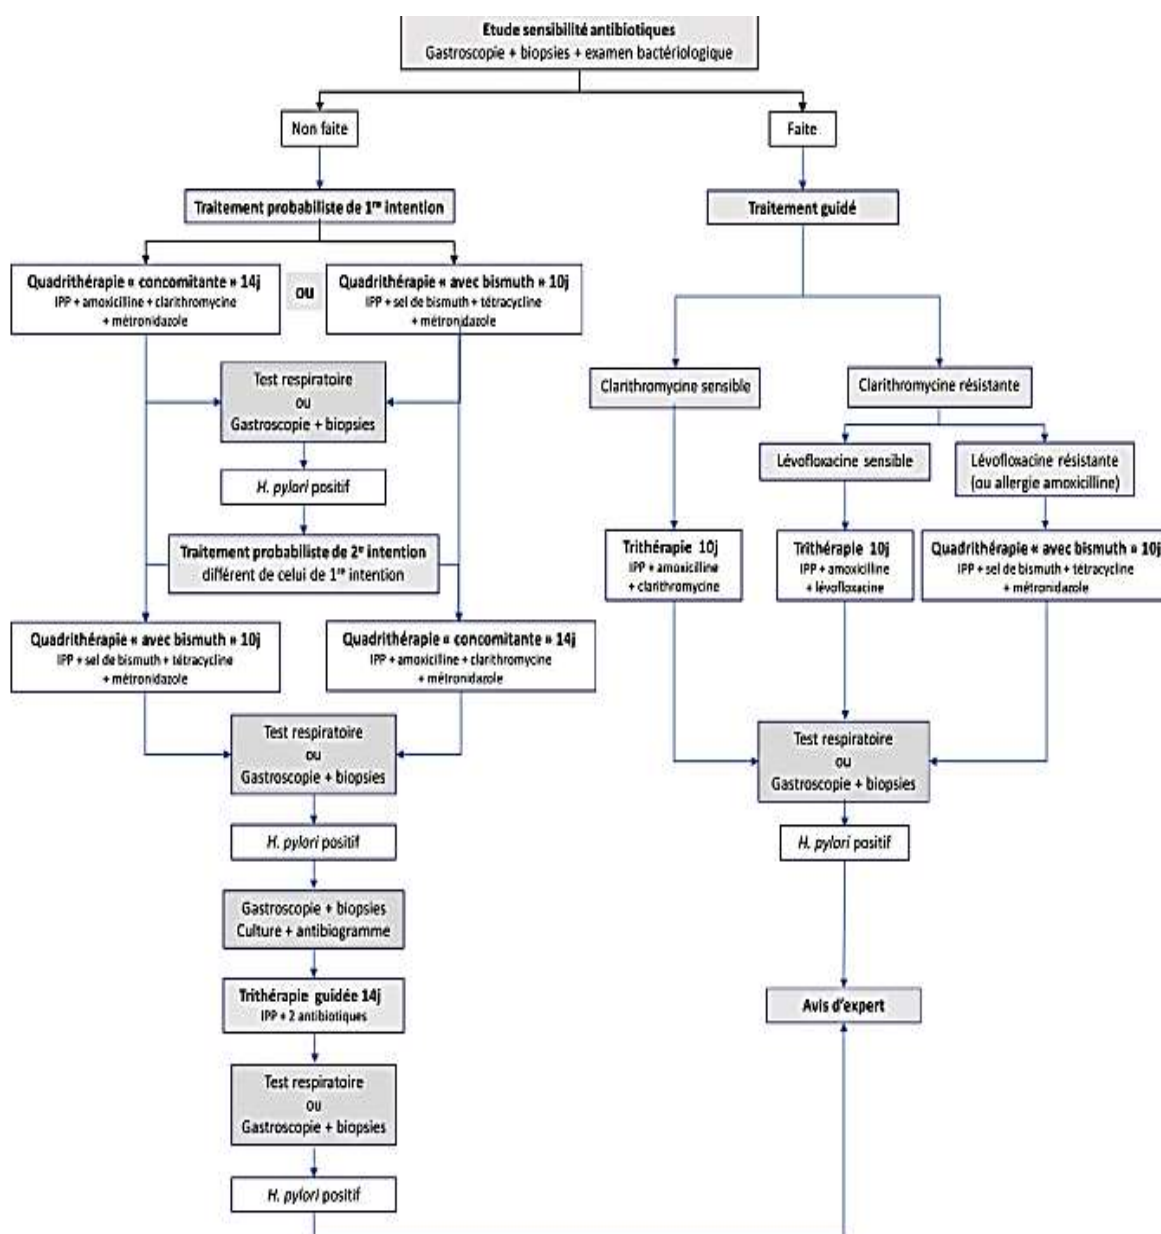 Etude sensibilité antibiotiques
Gastroscopie + biopsies + examen bactériologique
Non faite
Faite
Traitement probabiliste de 1re intention
Traitement guidé
Quadrithérapie « concomitante » 14j
IPP + amoxicilline + clarithromycine
+ métronidazole
ou
Quadrithérapie « avec bismuth » 10j
IPP + sel de bismuth + tétracycline
+ métronidazole
Test respiratoire
ou
Gastroscopie + biopsies
Clarithromycine sensible
Clarithromycine résistante
H. pylori positif
Lévofloxacine sensible
Lévofloxacine résistante
(ou allergie amoxicilline)
Traitement probabiliste de 2e intention
différent de celui de 1re intention
Trithérapie 10j
IPP + amoxicilline
+ clarithromycine
Trithérapie 10j
IPP + amoxicilline
+ lévofloxacine
Quadrithérapie « avec bismuth » 10j
IPP + sel de bismuth + tétracycline
+ métronidazole
Quadrithérapie « avec bismuth » 10j
IPP + sel de bismuth + tétracycline
+ métronidazole
Quadrithérapie « concomitante » 14j
IPP + amoxicilline + clarithromycine
+ métronidazole
Test respiratoire
ou
Gastroscopie + biopsies
Test respiratoire
ou
Gastroscopie + biopsies
H. pylori positif
H. pylori positif
Gastroscopie + biopsies
Culture + antibiogramme
Trithérapie guidée 14j
IPP + 2 antibiotiques
Avis d'expert
Test respiratoire
ou
Gastroscopie + biopsies
H. pylori positif